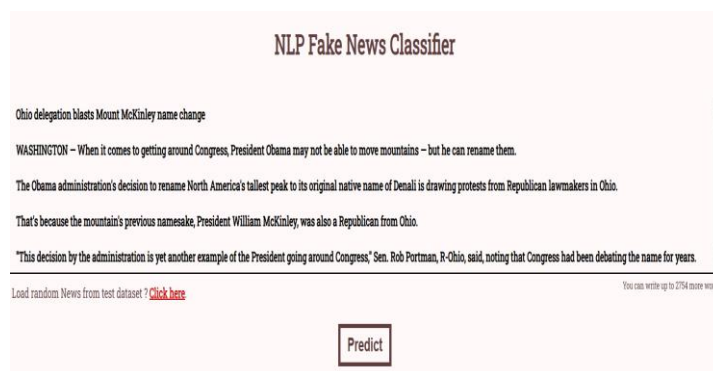 NLP Fake News Classifier
Ohio delegation blasts Mount McKinley name change
WASHINGTON — When it comes to getting around Congress, President Obama may not be able to move mountains — but he can rename them.
The Obama administration's decision to rename North America's tallest peak to its original native name of Denali is drawing protests from Republican lawmakers in Ohio.
That's because the mountain's previous namesake, President William McKinley, was also a Republican from Ohio.
"This decision by the administration is yet another example of the President going around Congress," Sen. Rob Portman, R-Ohio, said, noting that Congress had been debating the name for years.
Load random News from test dataset ? Click here
You can write up to 2754 more wo
Predict